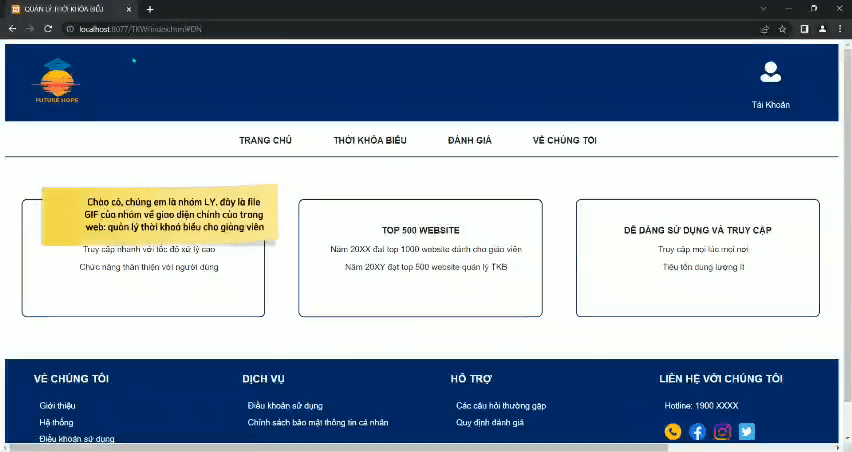 QUẢN LÝ THỜI KHÓA BIỂU
localhost:8077/TKW/index.html#ĐN
FUTURE HOPE
Tài Khoản
TRANG CHỦ THỜI KHÓA BIỂU ĐÁNH GIÁ VỀ CHÚNG TÔI
Chào cô, chúng em là nhóm LY, đây là file
GIF của nhóm về giao diện chính của trang
web: quản lý thời khoá biểu cho giảng viên
Truy cập nhanh với tốc độ xử lý cao
Chức năng thân thiện với người dùng
TOP 500 WEBSITE
Năm 20XX đạt top 1000 website dành cho giáo viên
Năm 20XY đạt top 500 website quản lý TKB
DỄ DÀNG SỬ DỤNG VÀ TRUY CẬP
Truy cập mọi lúc mọi nơi
Tiêu tốn dung lượng ít
VỀ CHÚNG TÔI
Giới thiệu
Hệ thống
Điều khoản sử dụng
DỊCH VỤ
Điều khoản sử dụng
Chính sách bảo mật thông tin cá nhân
HỖ TRỢ
Các câu hỏi thường gặp
Quy định đánh giá
LIÊN HỆ VỚI CHÚNG TÔI
Hotline: 1900 XXXX